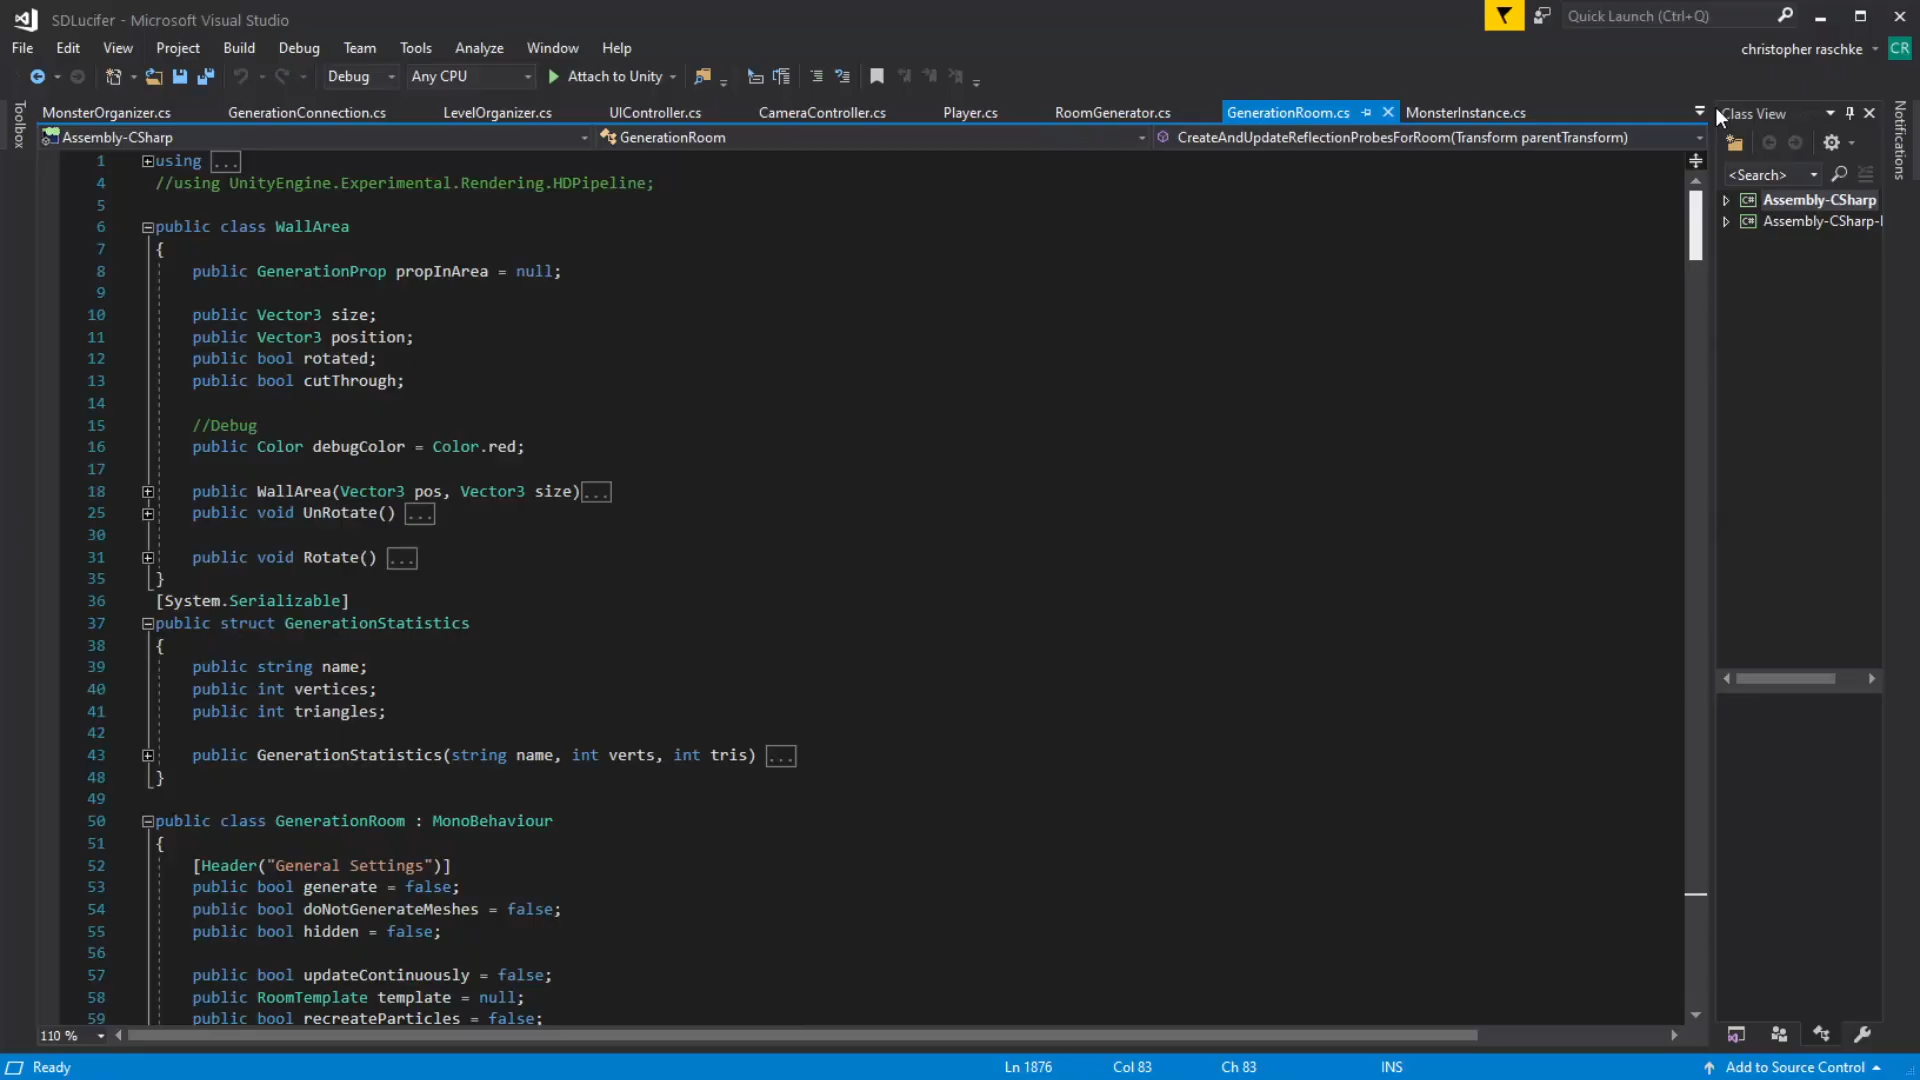 SDLucifer - Microsoft Visual Studio
Quick Launch (Ctrl+Q)
File Edit View Project Build Debug Team Tools Analyze Window Help
christopher raschke CR
Debug Any CPU Attach to Unity
Toolbox
MonsterOrganizer.cs GenerationConnection.cs LevelOrganizer.cs UIController.cs CameraController.cs Player.cs RoomGenerator.cs GenerationRoom.cs MonsterInstance.cs
Assembly-CSharp GenerationRoom CreateAndUpdateReflectionProbesForRoom(Transform parentTransform)
1 using ...
4 //using UnityEngine.Experimental.Rendering.HDPipeline;
5
6 public class WallArea
7 {
8 public GenerationProp propInArea = null;
9
10 public Vector3 size;
11 public Vector3 position;
12 public bool rotated;
13 public bool cutThrough;
14
15 //Debug
16 public Color debugColor = Color.red;
17
18 public WallArea(Vector3 pos, Vector3 size)...
25 public void UnRotate() ...
30
31 public void Rotate() ...
35 }
36 [System.Serializable]
37 public struct GenerationStatistics
38 {
39 public string name;
40 public int vertices;
41 public int triangles;
42
43 public GenerationStatistics(string name, int verts, int tris) ...
48 }
49
50 public class GenerationRoom : MonoBehaviour
51 {
52 [Header("General Settings")]
53 public bool generate = false;
54 public bool doNotGenerateMeshes = false;
55 public bool hidden = false;
56
57 public bool updateContinuously = false;
58 public RoomTemplate template = null;
59 public bool recreateParticles = false;
110 %
Class View
<Search>
Assembly-CSharp
Assembly-CSharp-
Notifications
Ready Ln 1876 Col 83 Ch 83 INS Add to Source Control